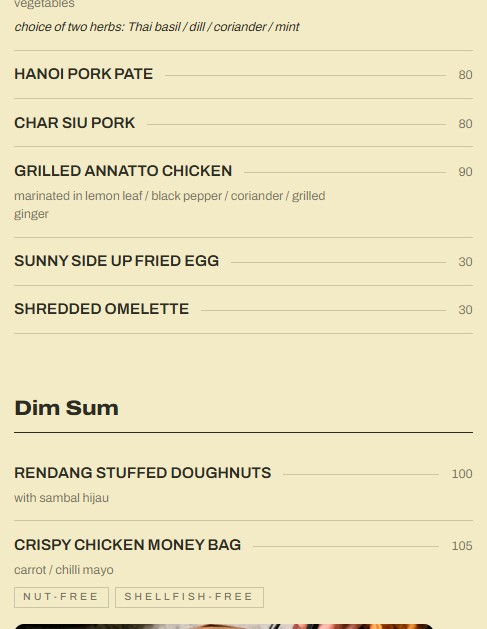 vegetables
choice of two herbs: Thai basil / dill / coriander / mint
HANOI PORK PATE 80
CHAR SIU PORK 80
GRILLED ANNATTO CHICKEN 90
marinated in lemon leaf / black pepper / coriander / grilled
ginger
SUNNY SIDE UP FRIED EGG 30
SHREDDED OMELETTE 30
Dim Sum
RENDANG STUFFED DOUGHNUTS 100
with sambal hijau
CRISPY CHICKEN MONEY BAG 105
carrot / chilli mayo
NUT-FREE SHELLFISH-FREE